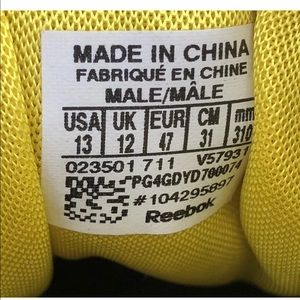 MADE IN CHINA
FABRIQUÉ EN CHINE
MALE/MÂLE
USA UK EUR CM mm
13 12 47 31 310
023501 711 V57937
PG4GDYD700074
#104295897
Reebok